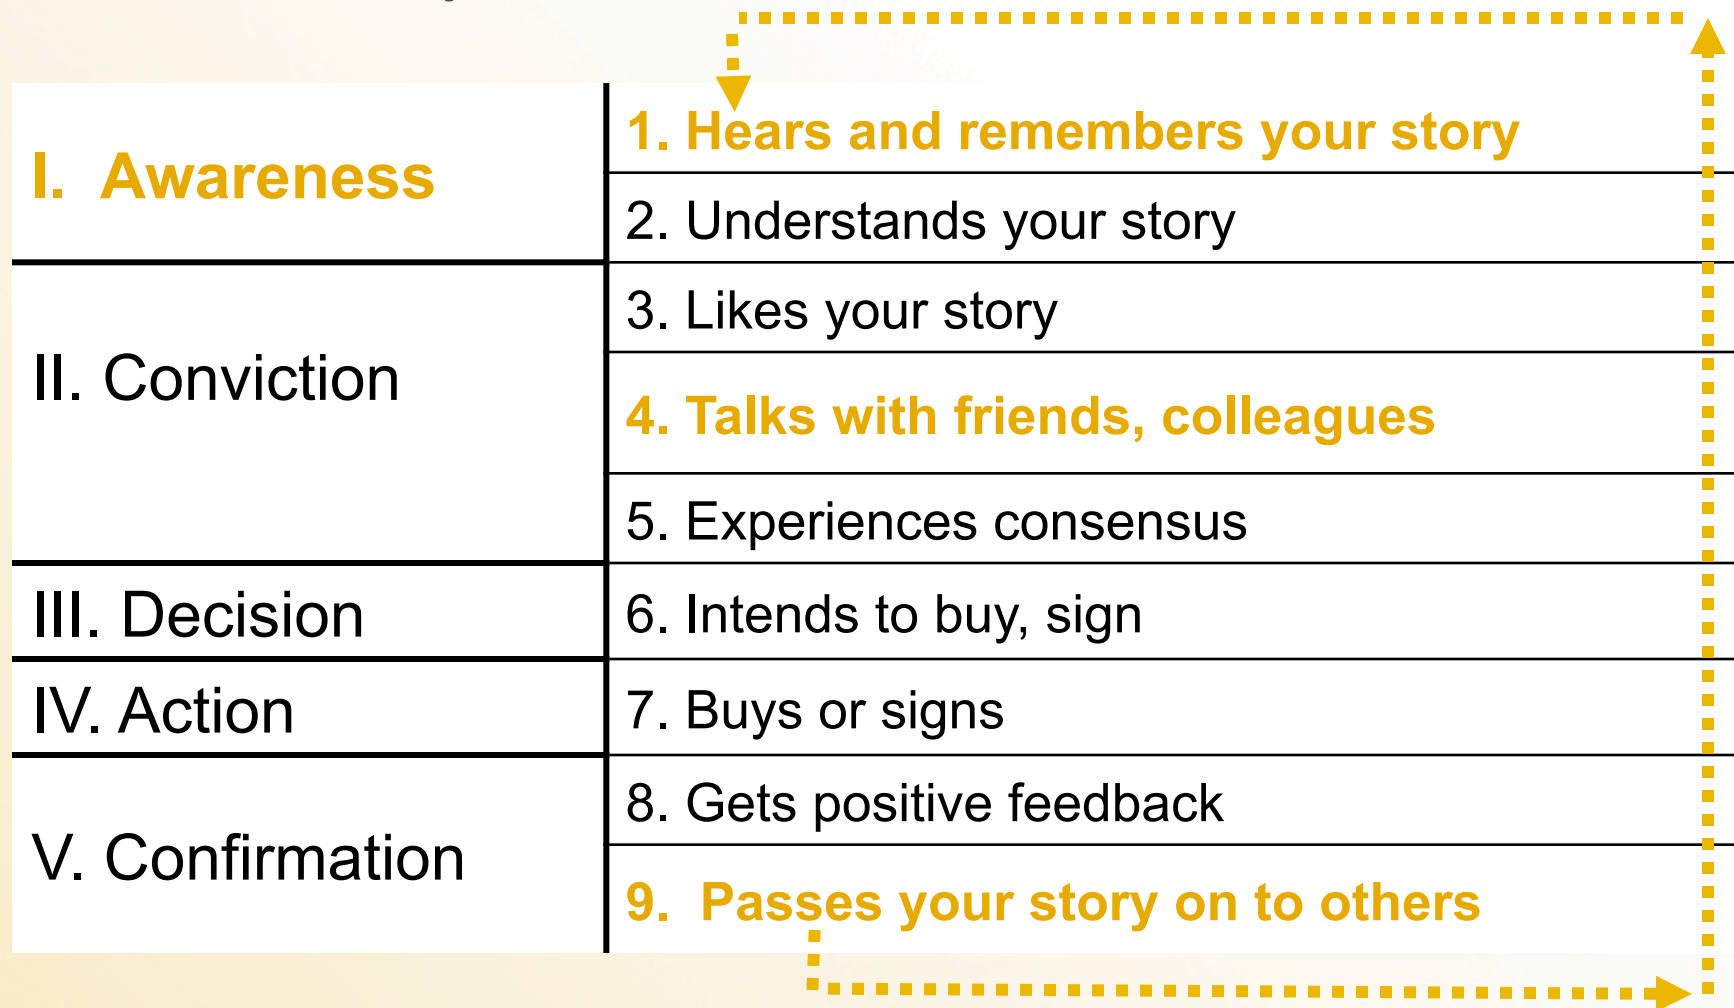 I. Awareness
1. Hears and remembers your story
2. Understands your story
II. Conviction
3. Likes your story
4. Talks with friends, colleagues
5. Experiences consensus
III. Decision
6. Intends to buy, sign
IV. Action
7. Buys or signs
V. Confirmation
8. Gets positive feedback
9. Passes your story on to others